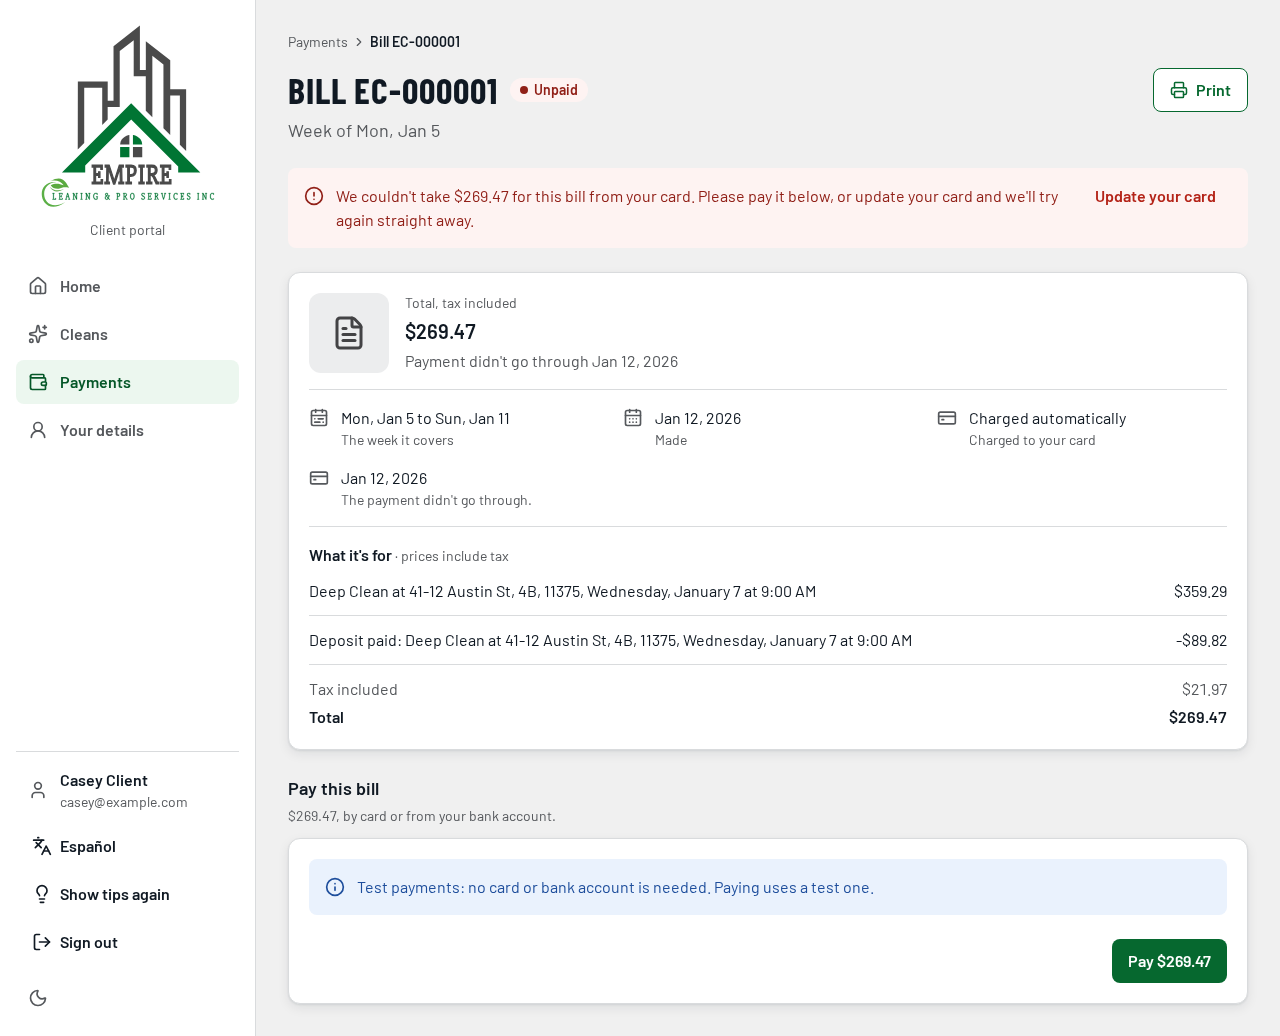 EMPIRE
LEANING & PRO SERVICES INC
Client portal
Home
Cleans
Payments
Your details
Casey Client
casey@example.com
Español
Show tips again
Sign out
Payments > Bill EC-000001
BILL EC-000001
Unpaid
Print
Week of Mon, Jan 5
We couldn't take $269.47 for this bill from your card. Please pay it below, or update your card and we'll try
again straight away.
Update your card
Total, tax included
$269.47
Payment didn't go through Jan 12, 2026
Mon, Jan 5 to Sun, Jan 11
The week it covers
Jan 12, 2026
Made
Charged automatically
Charged to your card
Jan 12, 2026
The payment didn't go through.
What it's for · prices include tax
Deep Clean at 41-12 Austin St, 4B, 11375, Wednesday, January 7 at 9:00 AM $359.29
Deposit paid: Deep Clean at 41-12 Austin St, 4B, 11375, Wednesday, January 7 at 9:00 AM -$89.82
Tax included $21.97
Total $269.47
Pay this bill
$269.47, by card or from your bank account.
Test payments: no card or bank account is needed. Paying uses a test one.
Pay $269.47